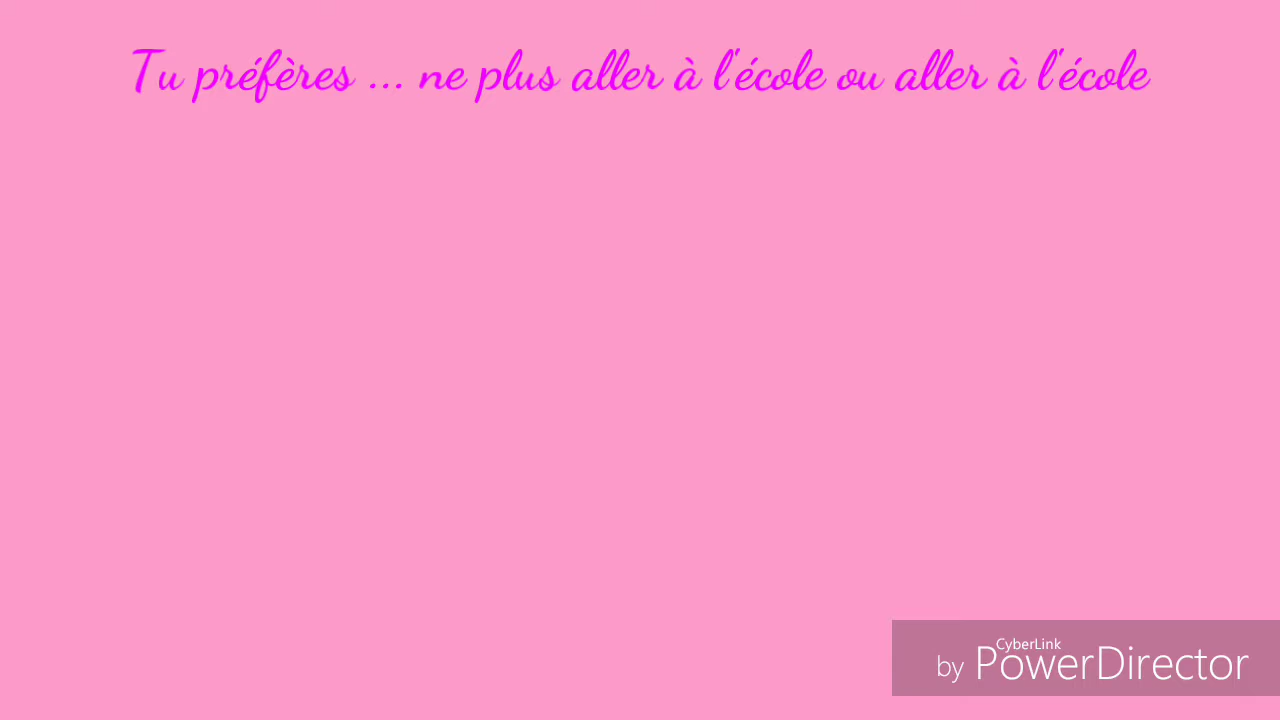 Tu préfères ... ne plus aller à l'école ou aller à l'école
CyberLink
by PowerDirector